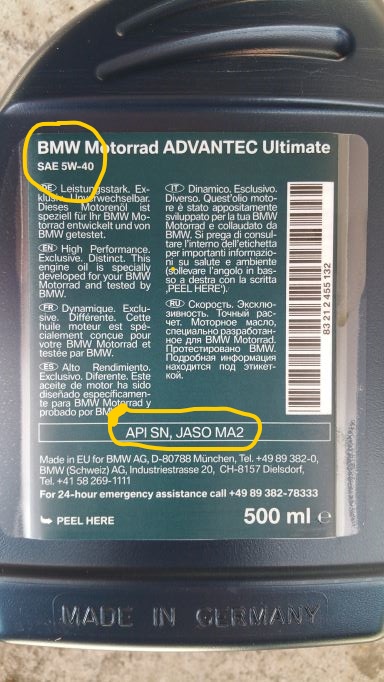 BMW Motorrad ADVANTEC Ultimate
SAE 5W-40
DE Leistungsstark. Ex-
klusiv. Unverwechselbar.
Dieses Motorenöl ist
speziell für Ihr BMW Mo-
torrad entwickelt und von
BMW getestet.
EN High Performance.
Exclusive. Distinct. This
engine oil is specially
developed for your BMW
Motorrad and tested by
BMW.
FR Dynamique. Exclu-
sive. Différente. Cette
huile moteur est spé-
cialement conçue pour
votre BMW Motorrad et
testée par BMW.
ES Alto Rendimiento.
Exclusivo. Diferente. Este
aceite de motor ha sido
diseñado específicamen-
te para BMW Motorrad y
probado por BMW
IT Dinamico. Esclusivo.
Diverso. Quest'olio moto-
re è stato appositamente
sviluppato per la tua BMW
Motorrad e collaudato da
BMW. Si prega di consul-
tare l'interno dell'etichetta
per importanti informazio-
ni su salute e ambiente
(sollevare l'angolo in bas-
so a destra con la scritta
„PEEL HERE").
RU Скорость. Эксклю-
зивность. Точный рас-
чет. Моторное масло,
специально разработан-
ное для BMW Motorrad.
Протестировано BMW.
Подробная информация
находится под этикет-
кой.
83 21 2 455 132
API SN, JASO MA2
Made in EU for BMW AG, D-80788 München, Tel. +49 89 382-0,
BMW (Schweiz) AG, Industriestrasse 20, CH-8157 Dielsdorf,
Tel. +41 58 269-1111
For 24-hour emergency assistance call +49 89 382-78333
PEEL HERE
500 ml e
MADE IN GERMANY